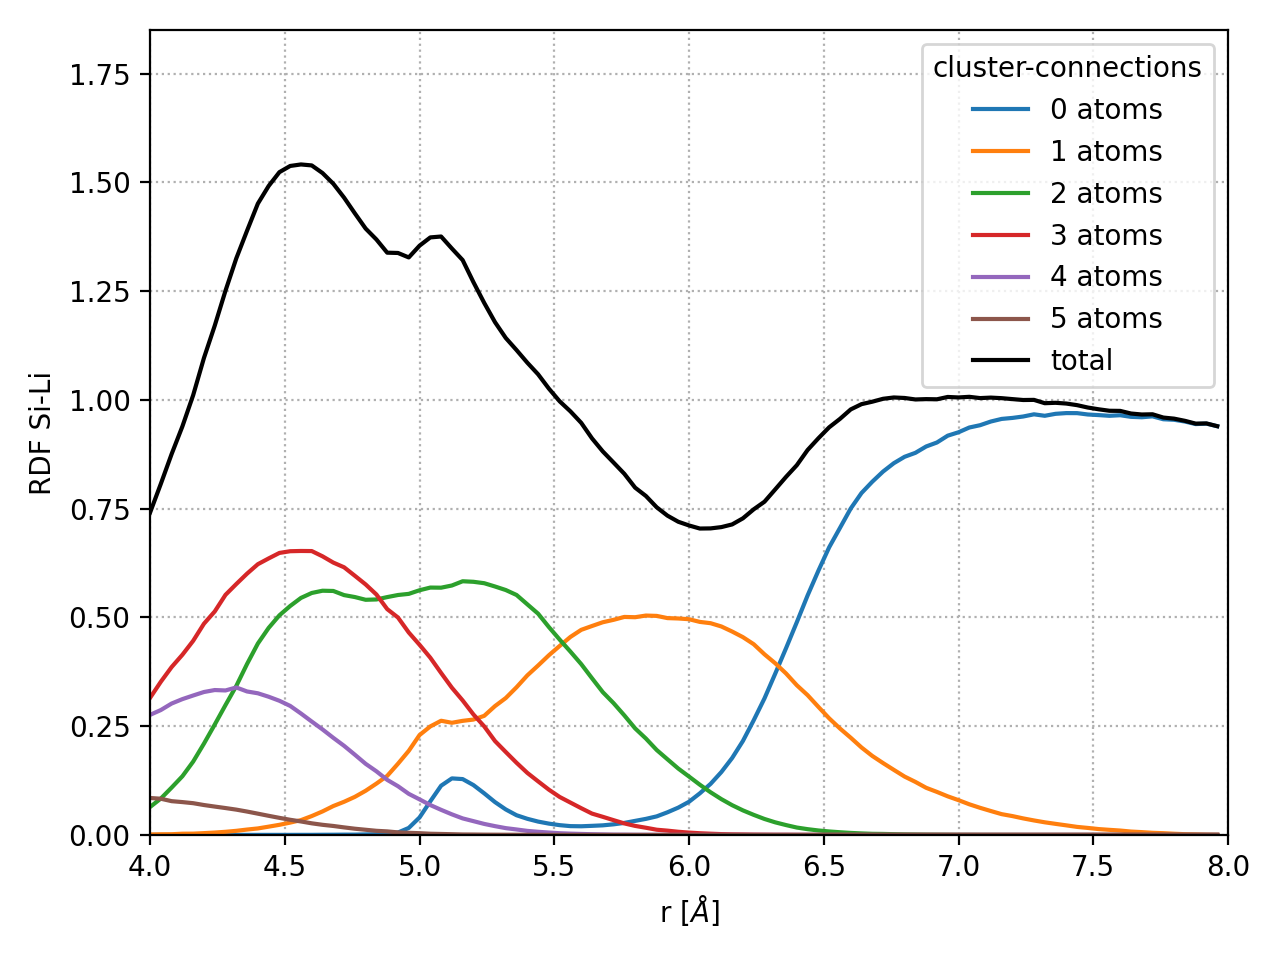 cluster-connections
0 atoms
1 atoms
2 atoms
3 atoms
4 atoms
5 atoms
total
RDF Si-Li
1.75
1.50
1.25
1.00
0.75
0.50
0.25
0.00
4.0 4.5 5.0 5.5 6.0 6.5 7.0 7.5 8.0
r [Å]